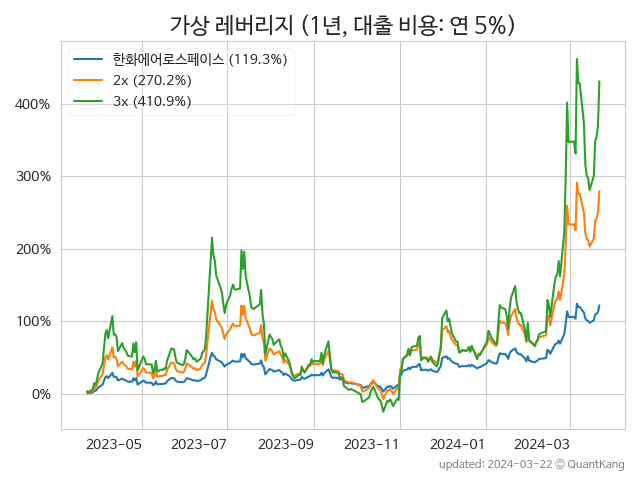 가상 레버리지 (1년, 대출 비용: 연 5%)
한화에어로스페이스 (119.3%)
2x (270.2%)
3x (410.9%)
400%
300%
200%
100%
0%
2023-05 2023-07 2023-09 2023-11 2024-01 2024-03
updated: 2024-03-22 © QuantKang